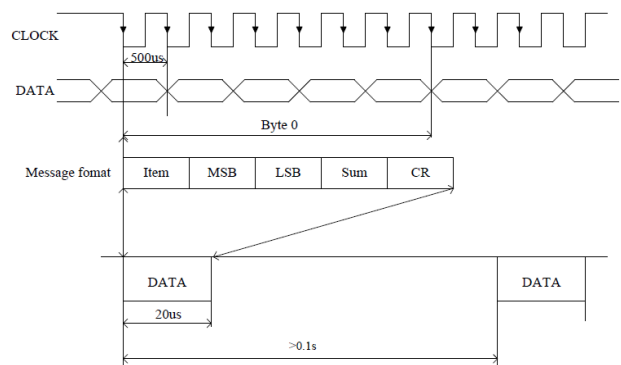 CLOCK
500us
DATA
Byte 0
Message fomat
Item MSB LSB Sum CR
DATA DATA
20us
>0.1s